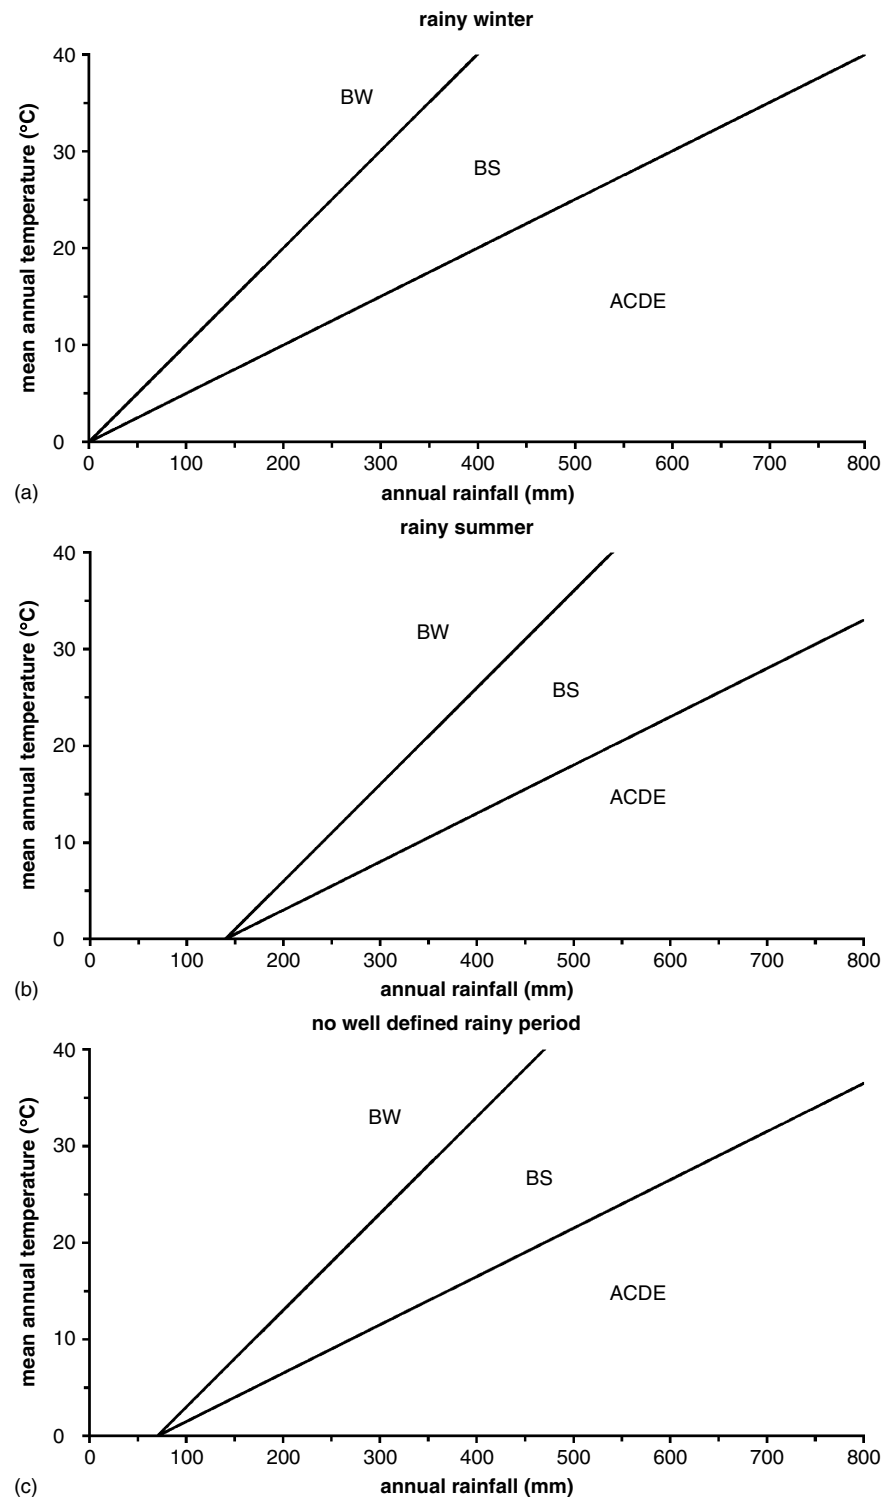 rainy winter
mean annual temperature (°C)
40
30
20
10
0
BW
BS
ACDE
0 100 200 300 400 500 600 700 800
annual rainfall (mm)
(a)
rainy summer
mean annual temperature (°C)
40
30
20
10
0
BW
BS
ACDE
0 100 200 300 400 500 600 700 800
annual rainfall (mm)
(b)
no well defined rainy period
mean annual temperature (°C)
40
30
20
10
0
BW
BS
ACDE
0 100 200 300 400 500 600 700 800
annual rainfall (mm)
(c)